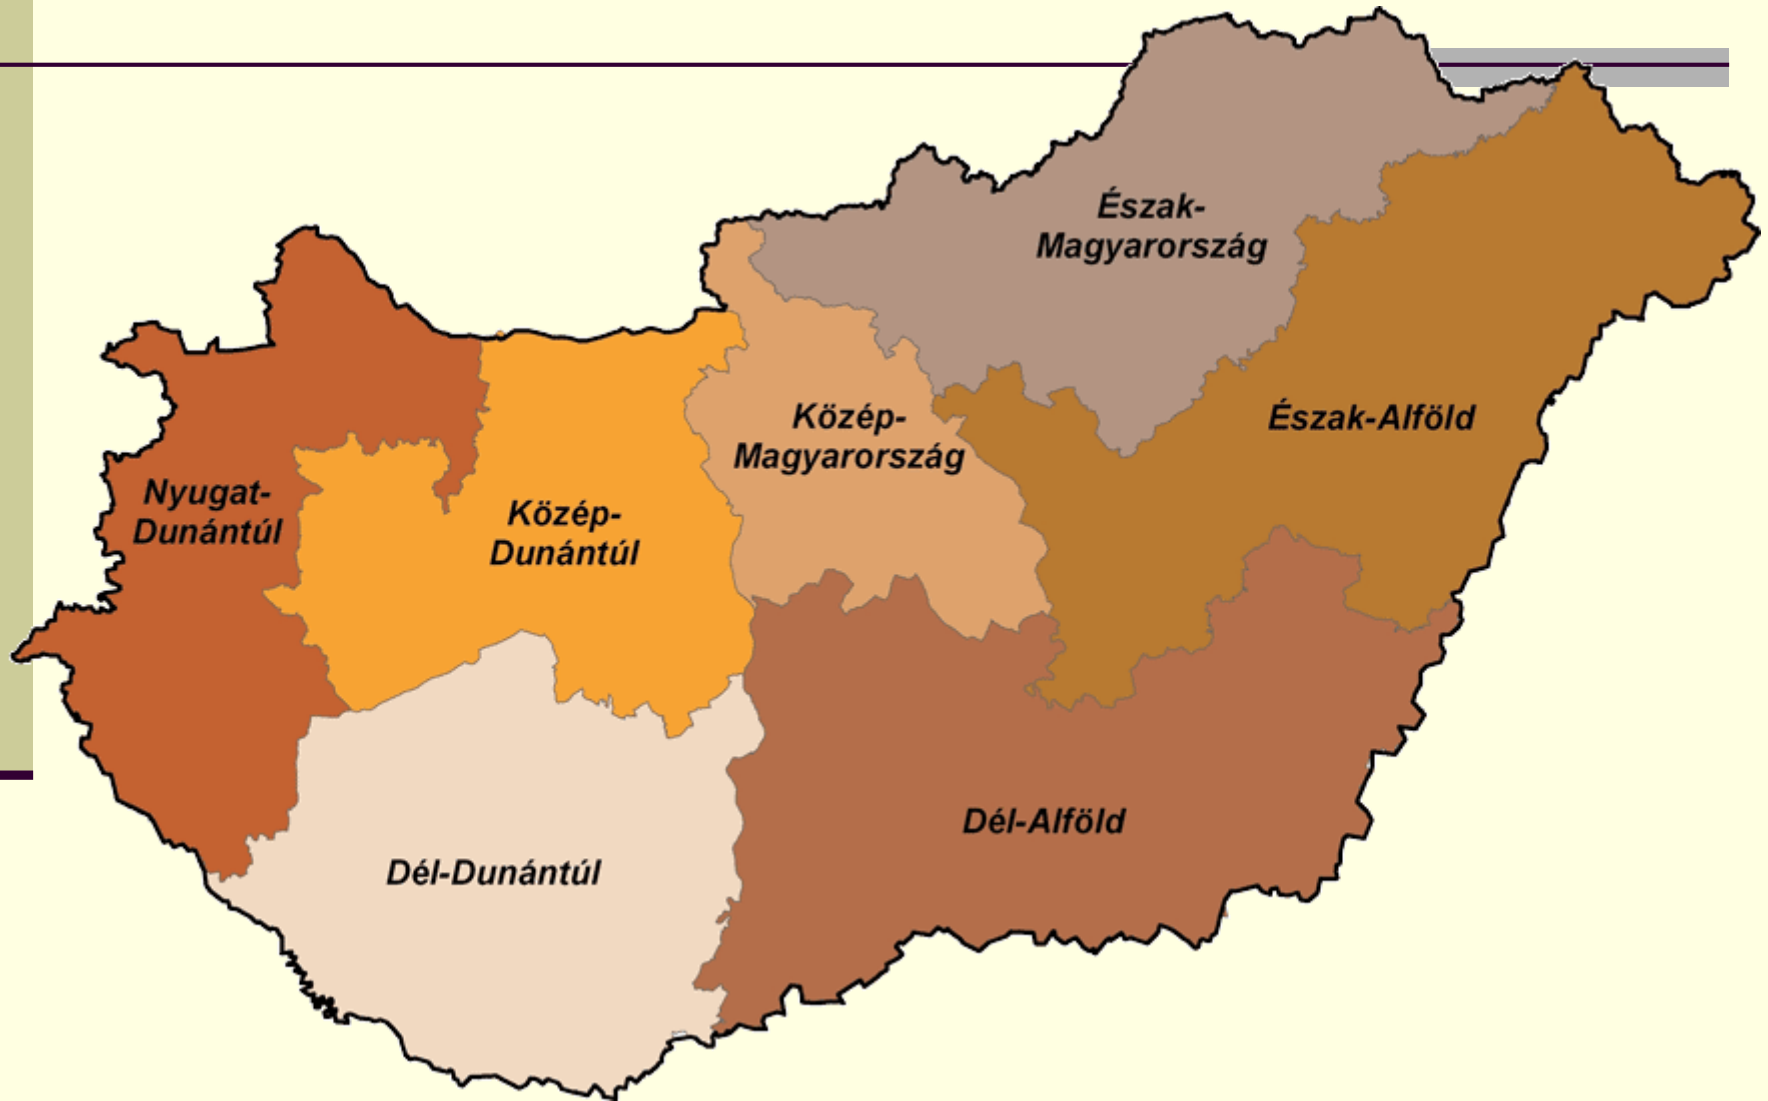 Észak-
Magyarország
Közép-
Magyarország
Észak-Alföld
Nyugat-
Dunántúl
Közép-
Dunántúl
Dél-Alföld
Dél-Dunántúl